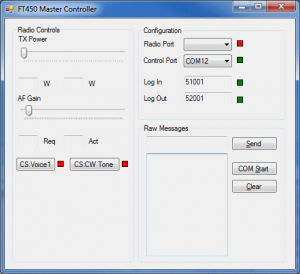 FT450 Master Controller
Radio Controls
TX Power
W W
AF Gain
Req Act
CS:Voice1 CS:CW Tone
Configuration
Radio Port
Control Port COM12
Log In 51001
Log Out 52001
Raw Messages
Send
COM Start
Clear